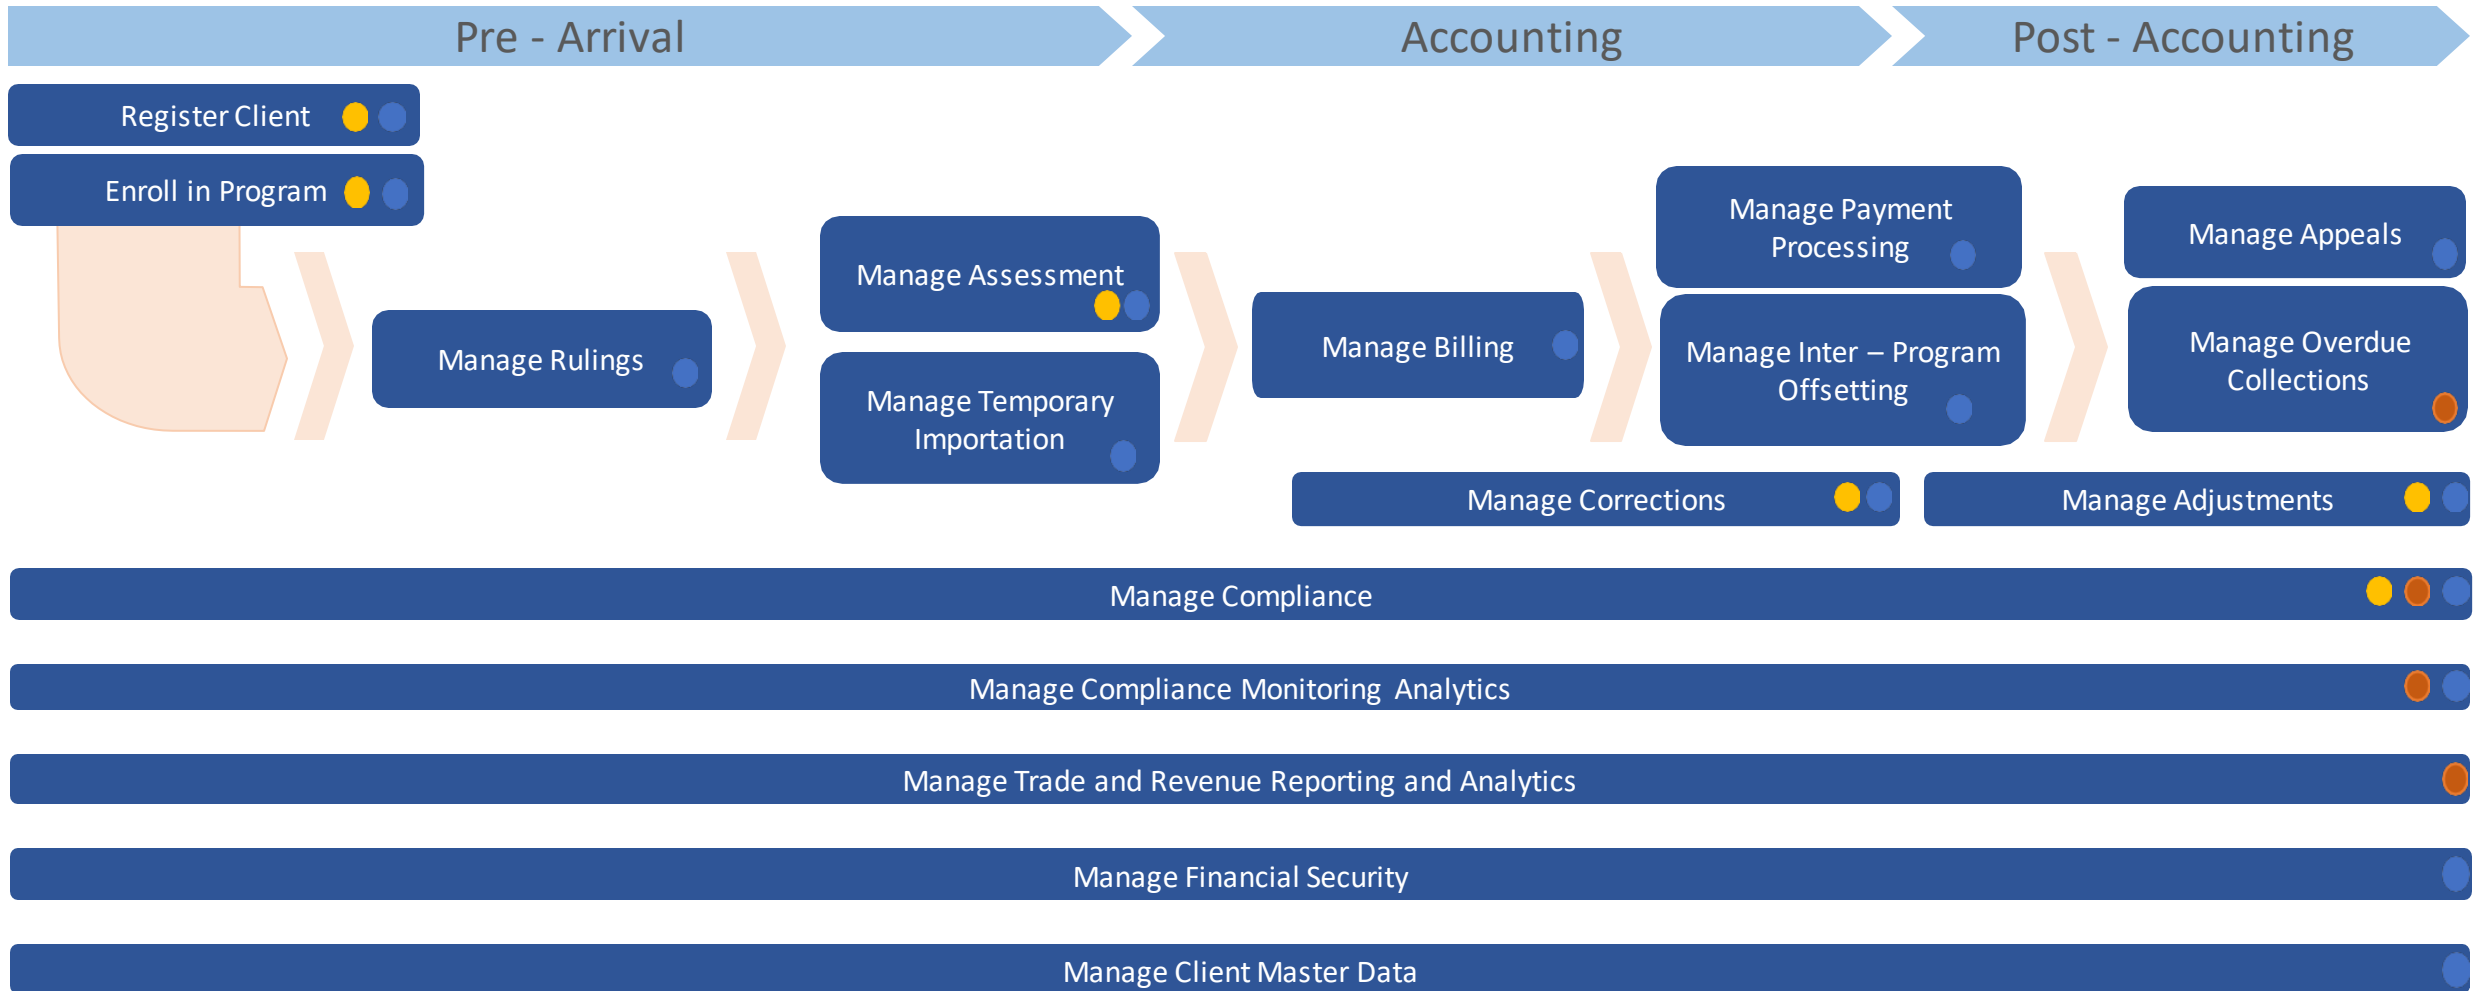 Pre - Arrival
Accounting
Post - Accounting
Register Client
Enroll in Program
Manage Rulings
Manage Assessment
Manage Temporary
Importation
Manage Billing
Manage Payment
Processing
Manage Inter – Program
Offsetting
Manage Appeals
Manage Overdue
Collections
Manage Corrections
Manage Adjustments
Manage Compliance
Manage Compliance Monitoring Analytics
Manage Trade and Revenue Reporting and Analytics
Manage Financial Security
Manage Client Master Data